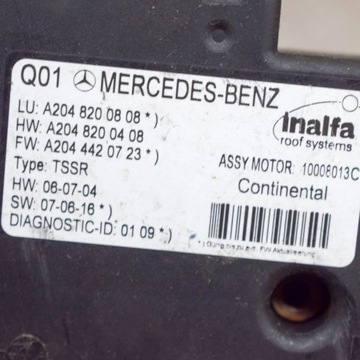 Q01 MERCEDES-BENZ
LU: A204 820 08 08 *)
HW: A204 820 04 08
FW: A204 442 07 23 *)
Type: TSSR
HW: 06-07-04
SW: 07-06-16 *)
DIAGNOSTIC-ID: 01 09 *)
inalfa
roof systems
ASSY MOTOR: 10008013C
Continental